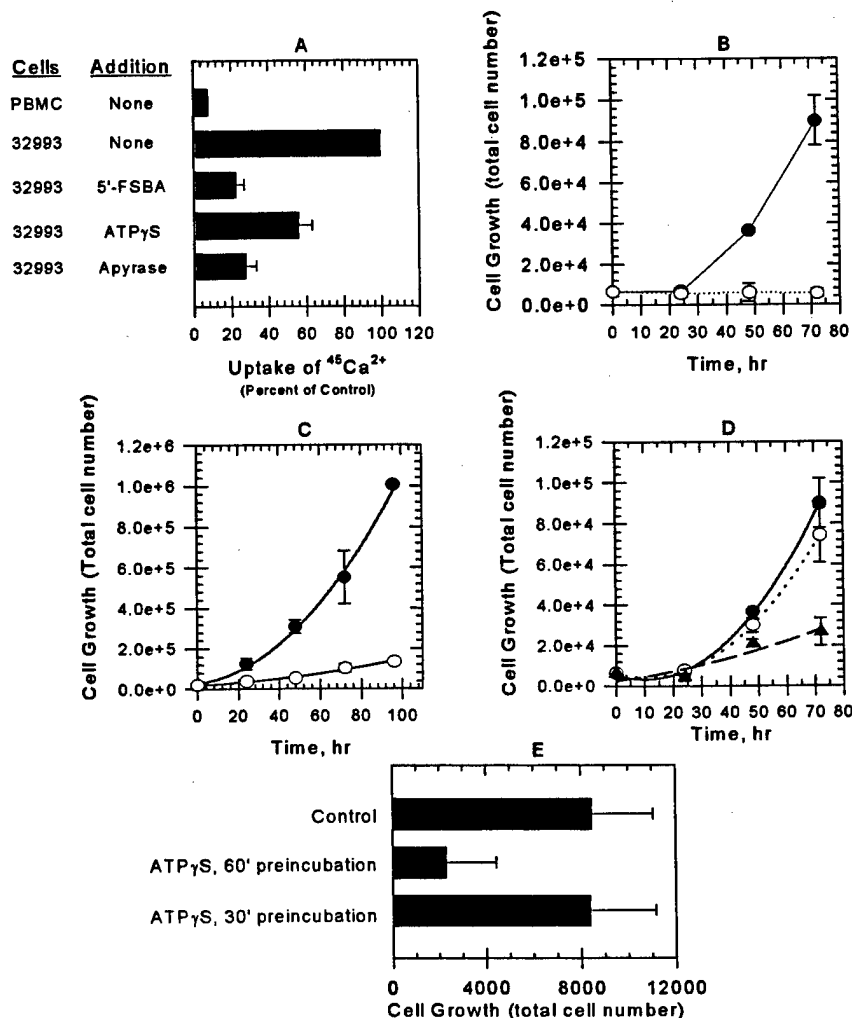 A
Cells Addition
PBMC None
32993 None
32993 5'-FSBA
32993 ATPγS
32993 Apyrase
0 20 40 60 80 100 120
Uptake of ⁴⁵Ca²⁺
(Percent of Control)
B
Cell Growth (total cell number)
1.2e+5
1.0e+5
8.0e+4
6.0e+4
4.0e+4
2.0e+4
0.0e+0
0 10 20 30 40 50 60 70 80
Time, hr
C
Cell Growth (Total cell number)
1.2e+6
1.0e+6
8.0e+5
6.0e+5
4.0e+5
2.0e+5
0.0e+0
0 20 40 60 80 100
Time, hr
D
Cell Growth (Total cell number)
1.2e+5
1.0e+5
8.0e+4
6.0e+4
4.0e+4
2.0e+4
0.0e+0
0 10 20 30 40 50 60 70 80
Time, hr
E
Control
ATPγS, 60' preincubation
ATPγS, 30' preincubation
0 4000 8000 12000
Cell Growth (total cell number)